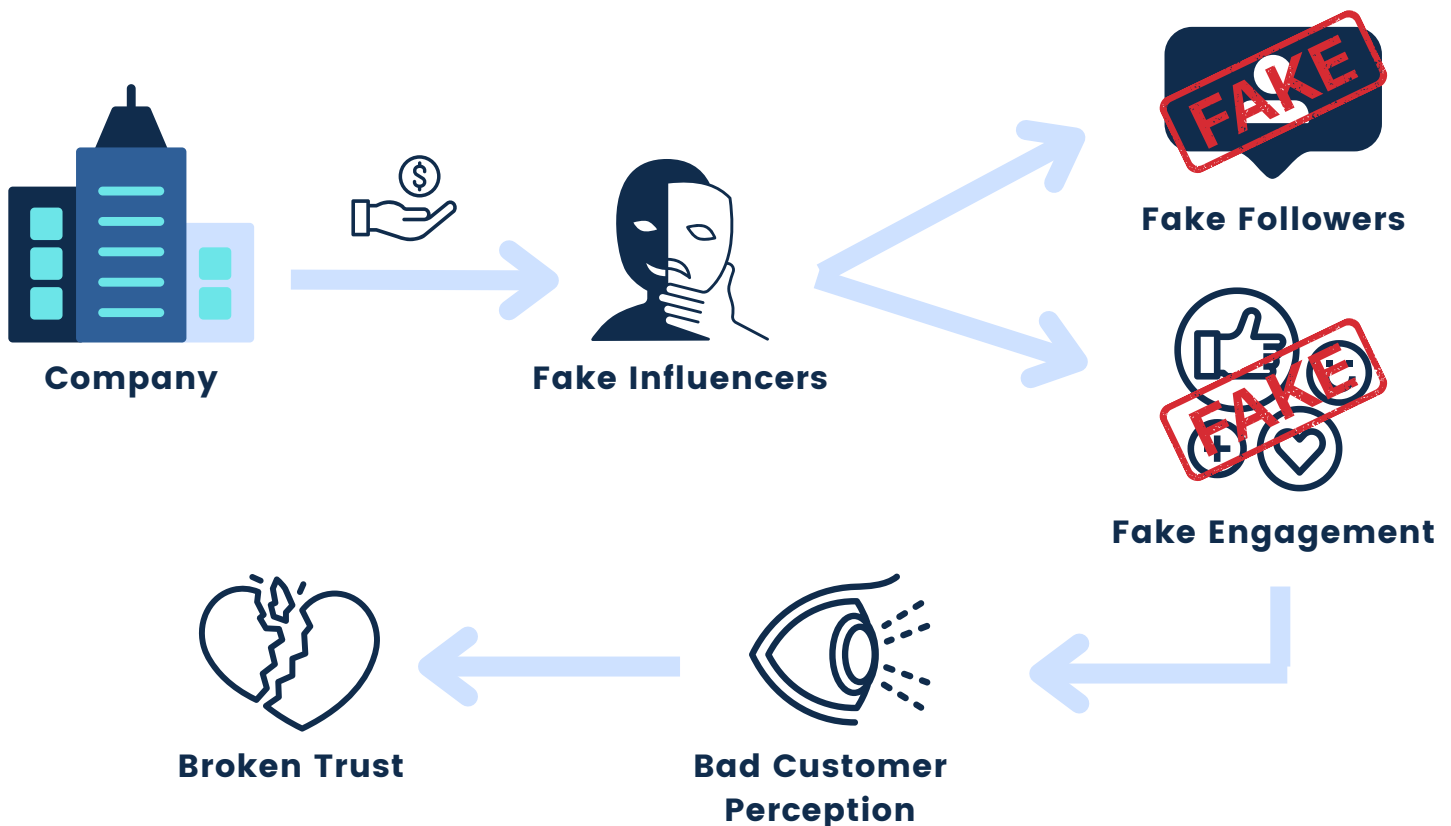 FAKE
Fake Followers
$
Company
Fake Influencers
FAKE
Fake Engagement
Broken Trust
Bad Customer
Perception